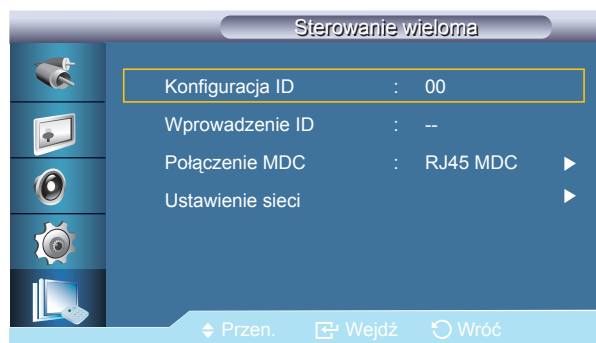 Sterowanie wieloma
Konfiguracja ID : 00
Wprowadzenie ID : --
Połączenie MDC : RJ45 MDC
Ustawienie sieci
Przen. Wejdź Wróć